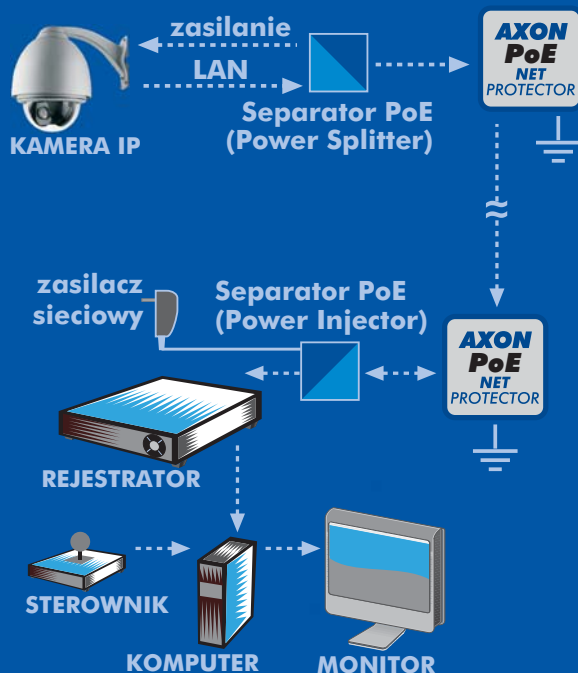 zasilanie
LAN
KAMERA IP
Separator PoE
(Power Splitter)
AXON
PoE
NET
PROTECTOR
zasilacz
sieciowy
Separator PoE
(Power Injector)
AXON
PoE
NET
PROTECTOR
REJESTRATOR
STEROWNIK
KOMPUTER
MONITOR